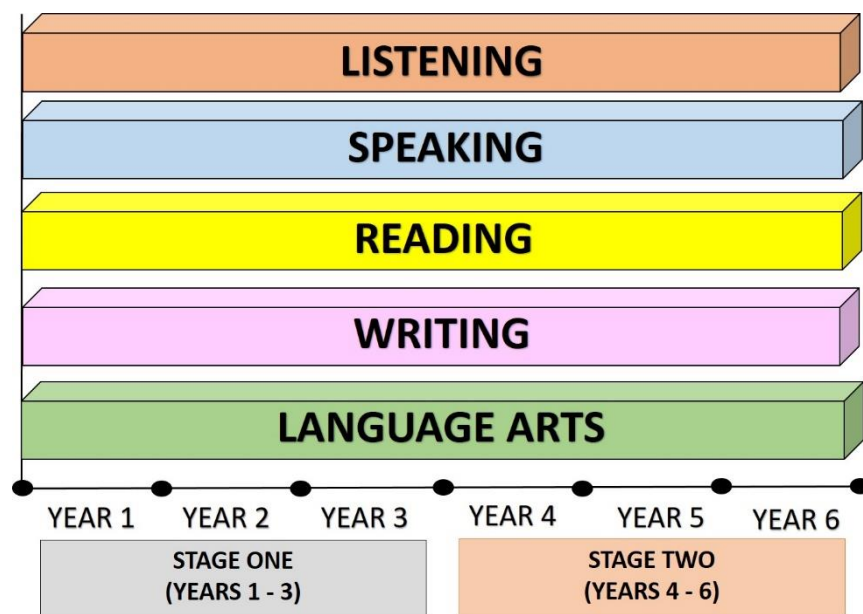 LISTENING
SPEAKING
READING
WRITING
LANGUAGE ARTS
YEAR 1 YEAR 2 YEAR 3 YEAR 4 YEAR 5 YEAR 6
STAGE ONE
(YEARS 1 - 3)
STAGE TWO
(YEARS 4 - 6)